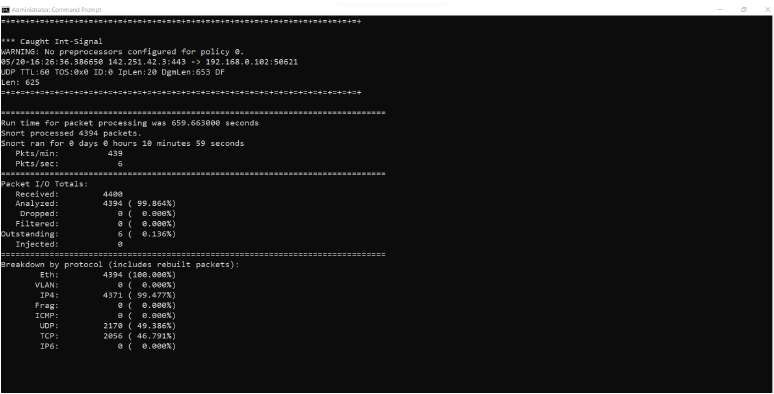 Administrator: Command Prompt
=+=+=+=+=+=+=+=+=+=+=+=+=+=+=+=+=+=+=+=+=+=+=+=+=+=+=+=+=+=+=+=+=+=+=+=+=+
*** Caught Int-Signal
WARNING: No preprocessors configured for policy 0.
05/20-16:26:36.386650 142.251.42.3:443 -> 192.168.0.102:50621
UDP TTL:60 TOS:0x0 ID:0 IpLen:20 DgmLen:653 DF
Len: 625
=+=+=+=+=+=+=+=+=+=+=+=+=+=+=+=+=+=+=+=+=+=+=+=+=+=+=+=+=+=+=+=+=+=+=+=+=+
===============================================================================
Run time for packet processing was 659.663000 seconds
Snort processed 4394 packets.
Snort ran for 0 days 0 hours 10 minutes 59 seconds
Pkts/min: 439
Pkts/sec: 6
===============================================================================
Packet I/O Totals:
Received: 4400
Analyzed: 4394 ( 99.864%)
Dropped: 0 ( 0.000%)
Filtered: 0 ( 0.000%)
Outstanding: 6 ( 0.136%)
Injected: 0
===============================================================================
Breakdown by protocol (includes rebuilt packets):
Eth: 4394 (100.000%)
VLAN: 0 ( 0.000%)
IP4: 4371 ( 99.477%)
Frag: 0 ( 0.000%)
ICMP: 0 ( 0.000%)
UDP: 2170 ( 49.386%)
TCP: 2056 ( 46.791%)
IP6: 0 ( 0.000%)